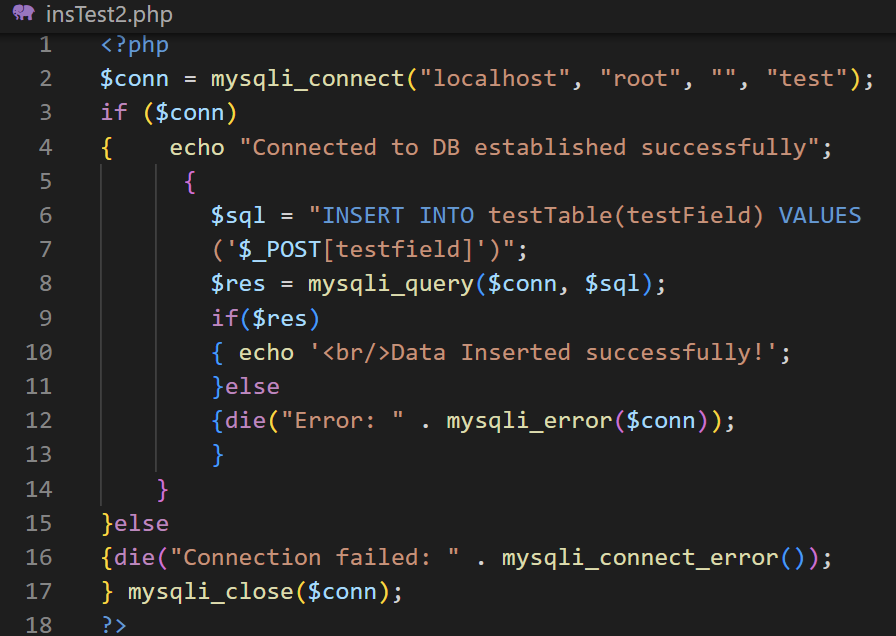 insTest2.php
1 <?php
2 $conn = mysqli_connect("localhost", "root", "", "test");
3 if ($conn)
4 {    echo "Connected to DB established successfully";
5      {
6        $sql = "INSERT INTO testTable(testField) VALUES
7        ('$_POST[testfield]')";
8        $res = mysqli_query($conn, $sql);
9        if($res)
10        { echo '<br/>Data Inserted successfully!';
11        }else
12        {die("Error: " . mysqli_error($conn));
13        }
14    }
15 }else
16 {die("Connection failed: " . mysqli_connect_error());
17 } mysqli_close($conn);
18 ?>